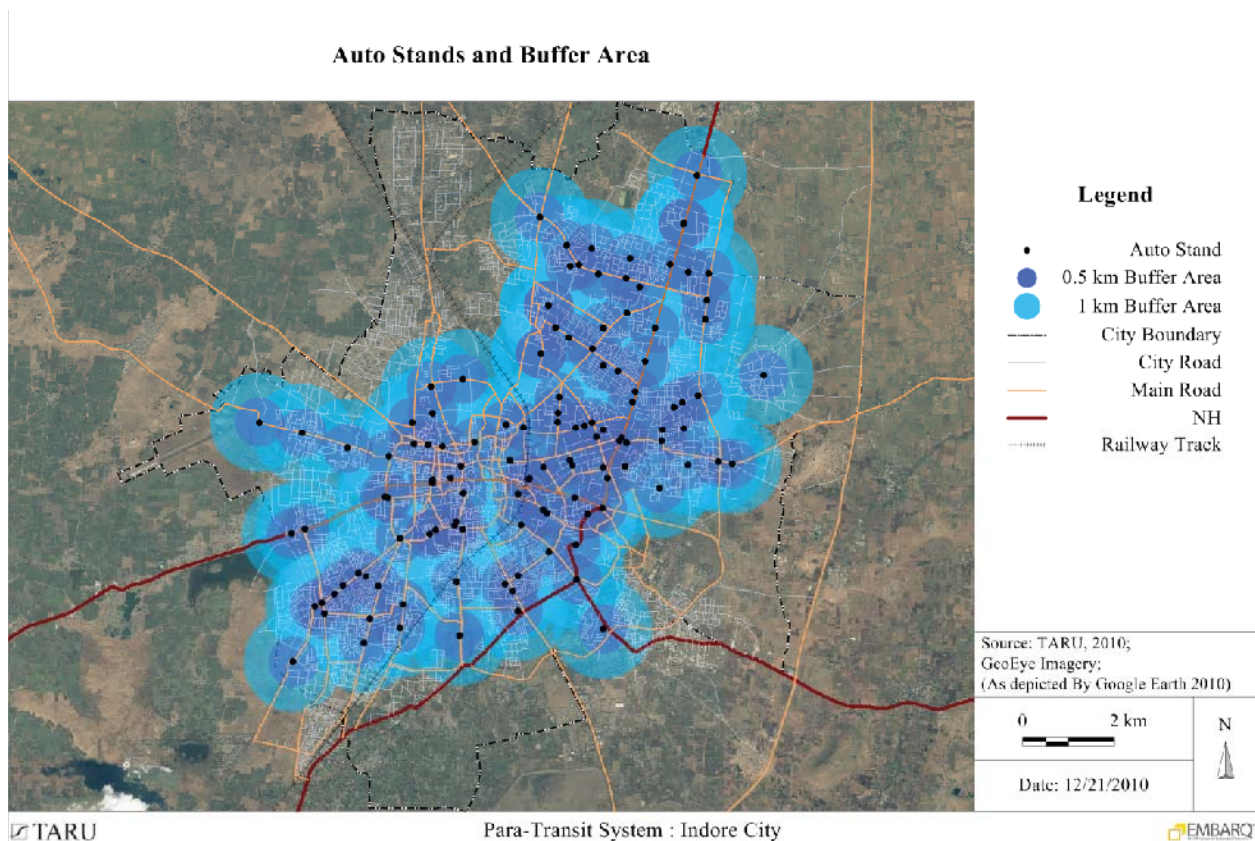 Auto Stands and Buffer Area
Legend
Auto Stand
0.5 km Buffer Area
1 km Buffer Area
City Boundary
City Road
Main Road
NH
Railway Track
Source: TARU, 2010;
GeoEye Imagery;
(As depicted By Google Earth 2010)
0 2 km
N
Date: 12/21/2010
TARU
Para-Transit System : Indore City
EMBARQ